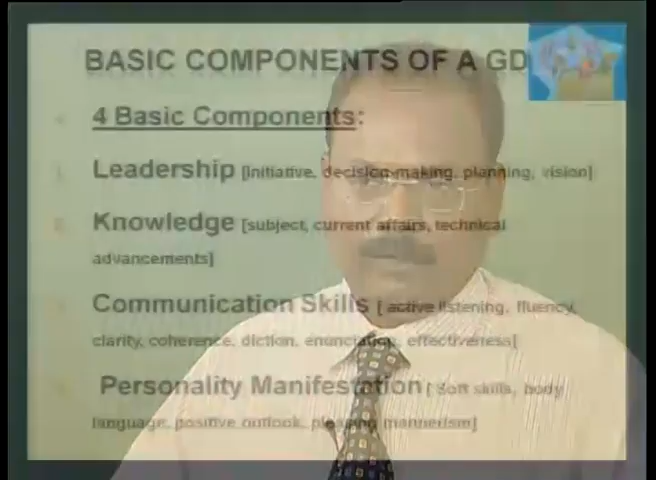 BASIC COMPONENTS OF A GD
4 Basic Components:
Leadership [initiative, decision-making, planning, vision]
Knowledge [subject, current affairs, technical
advancements]
Communication Skills [ active listening, fluency,
clarity, coherence, diction, enunciation, effectiveness[
Personality Manifestation [ Soft skills, body
language, positive outlook, pleasing mannerism]